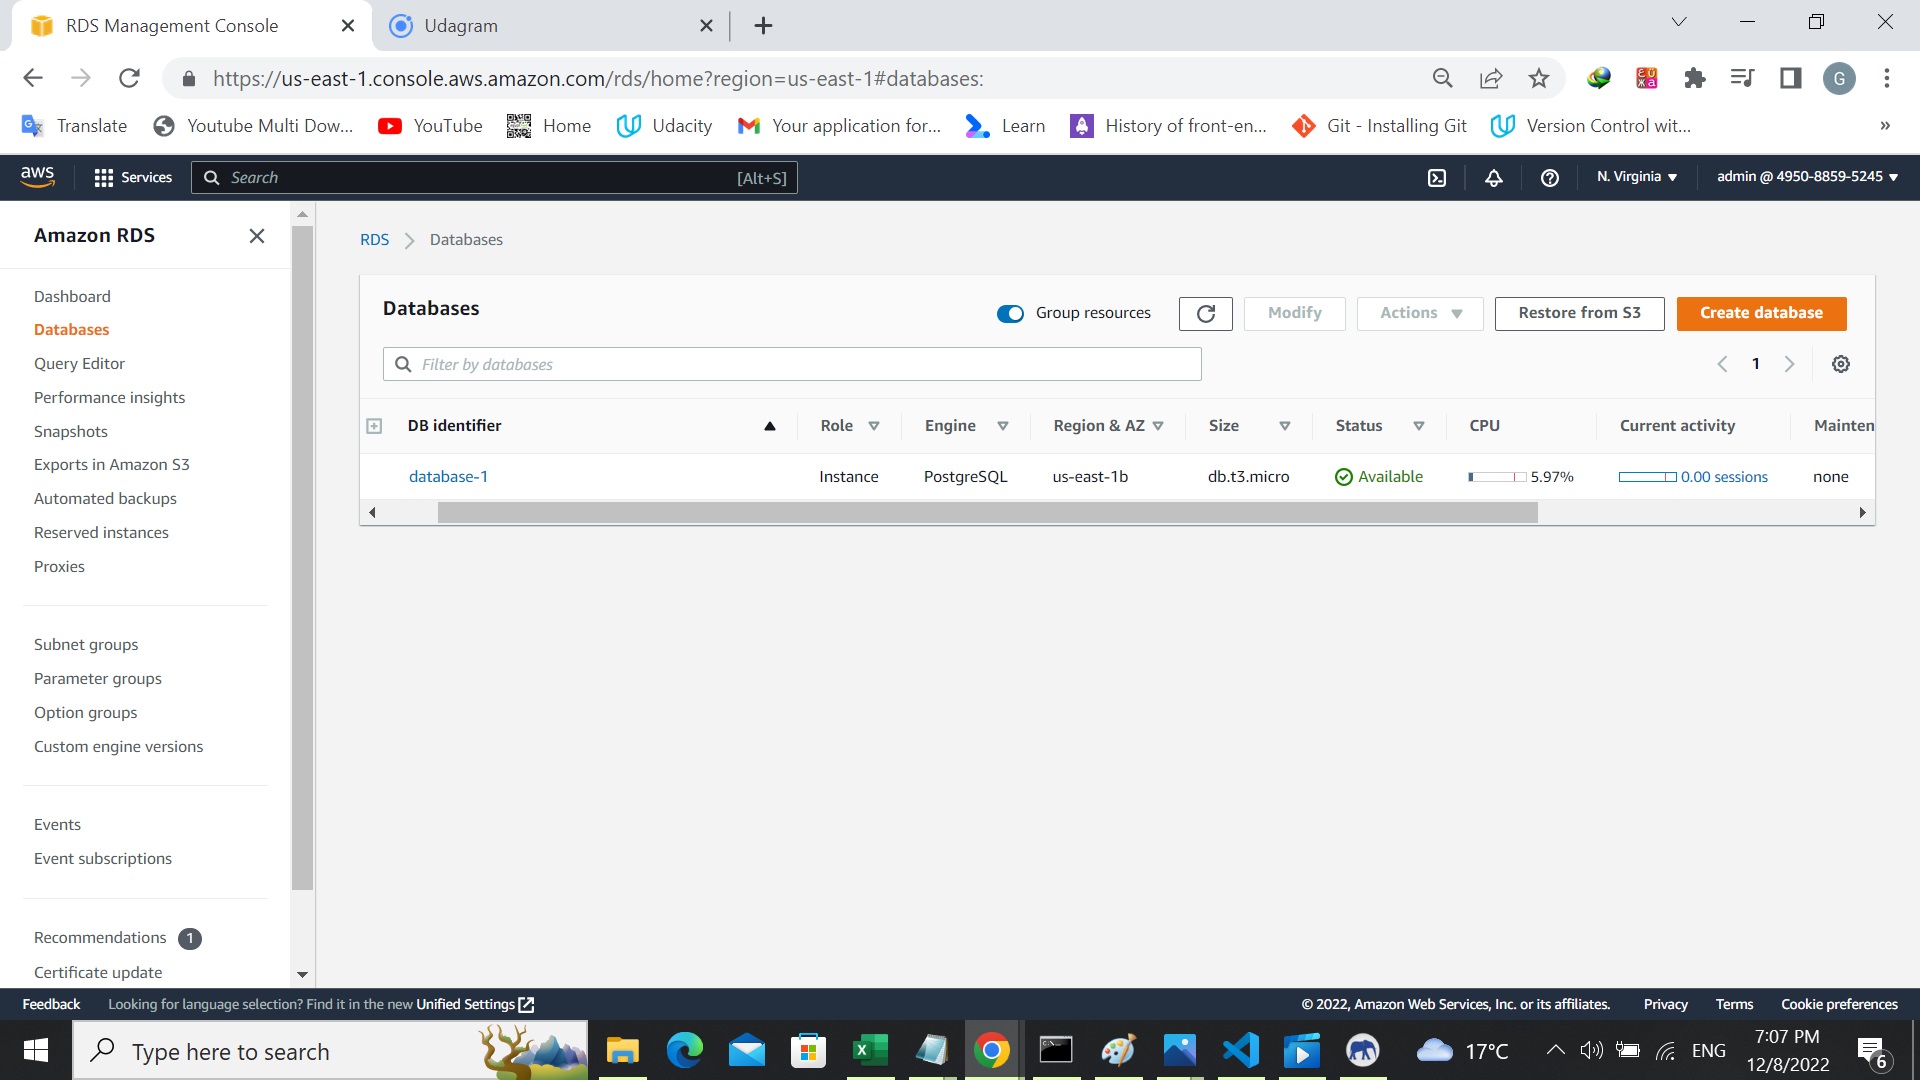 RDS Management Console
Udagram
https://us-east-1.console.aws.amazon.com/rds/home?region=us-east-1#databases:
G
Translate
Youtube Multi Dow...
YouTube
Home
Udacity
Your application for...
Learn
History of front-en...
Git - Installing Git
Version Control wit...
»
aws
Services
Search
[Alt+S]
N. Virginia
admin @ 4950-8859-5245
Amazon RDS
Dashboard
Databases
Query Editor
Performance insights
Snapshots
Exports in Amazon S3
Automated backups
Reserved instances
Proxies
Subnet groups
Parameter groups
Option groups
Custom engine versions
Events
Event subscriptions
Recommendations 1
Certificate update
RDS > Databases
Databases
Group resources
Modify
Actions
Restore from S3
Create database
Filter by databases
1
DB identifier Role Engine Region & AZ Size Status CPU Current activity Mainten
database-1 Instance PostgreSQL us-east-1b db.t3.micro Available 5.97% 0.00 sessions none
Feedback
Looking for language selection? Find it in the new Unified Settings
© 2022, Amazon Web Services, Inc. or its affiliates.
Privacy
Terms
Cookie preferences
Type here to search
17°C
ENG
7:07 PM
12/8/2022
6